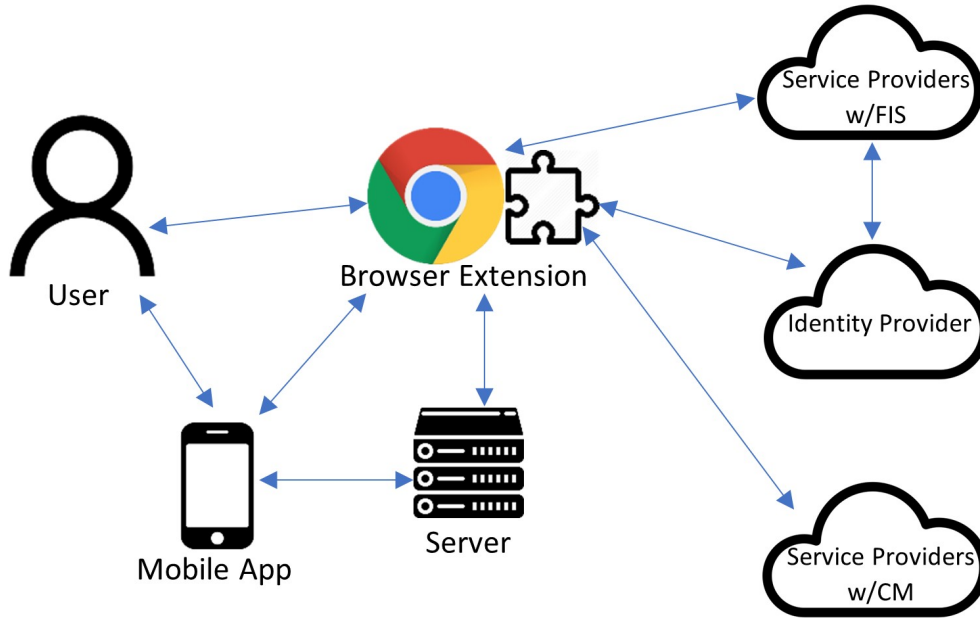 Service Providers
w/FIS
Browser Extension
User
Identity Provider
Server
Mobile App
Service Providers
w/CM